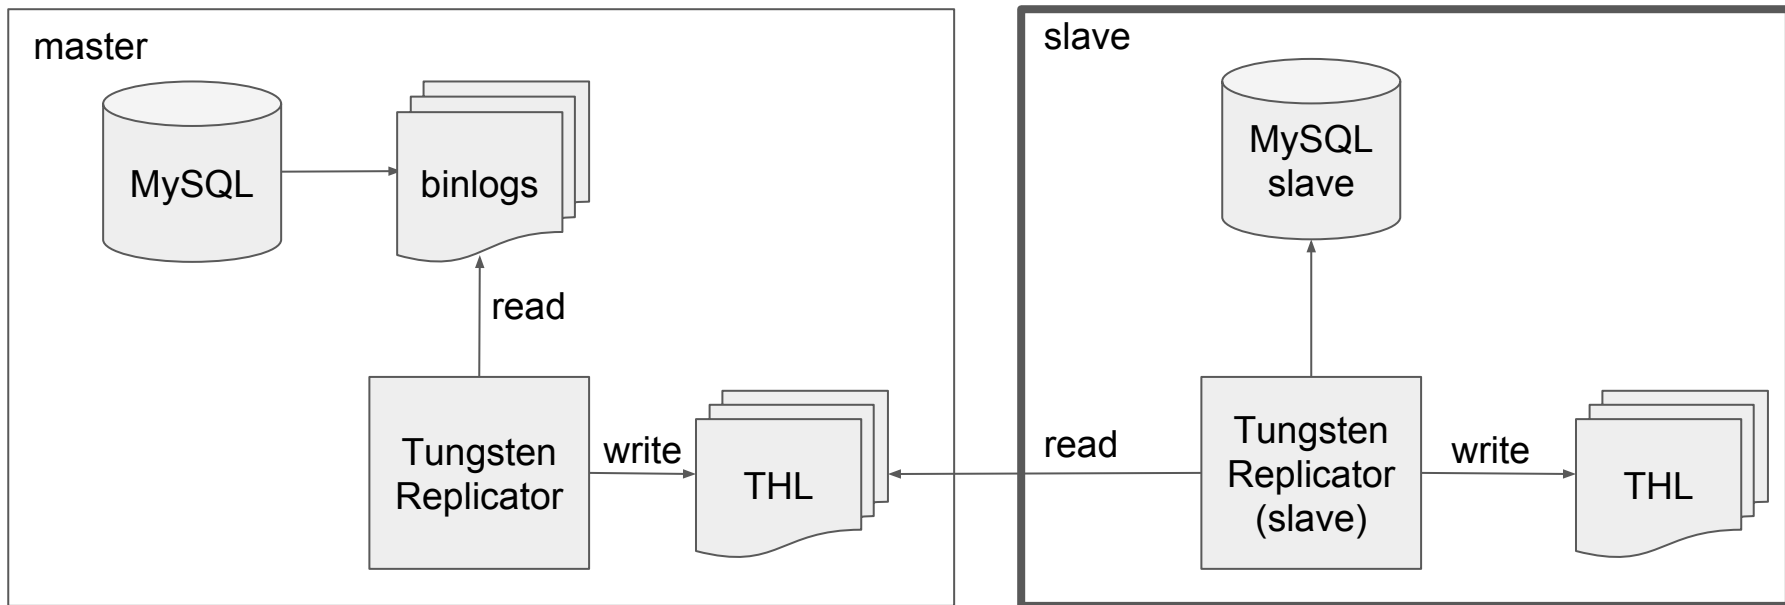 master
MySQL
binlogs
read
Tungsten
Replicator
write
THL
slave
MySQL
slave
read
Tungsten
Replicator
(slave)
write
THL